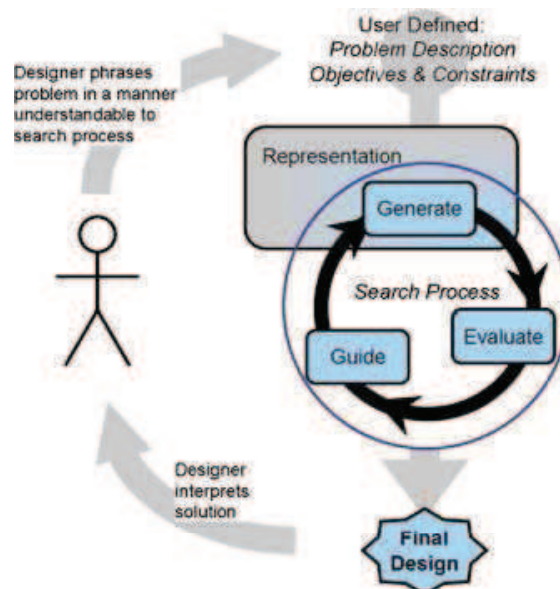 User Defined:
Problem Description
Objectives & Constraints
Designer phrases
problem in a manner
understandable to
search process
Representation
Generate
Search Process
Evaluate
Guide
Designer
interprets
solution
Final
Design